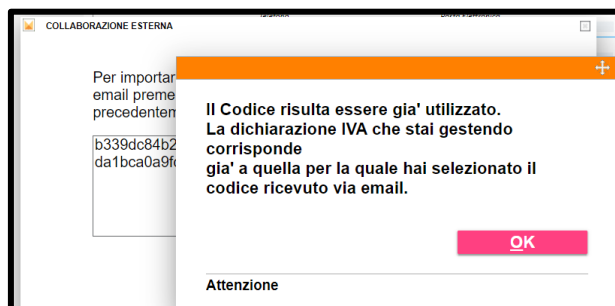 COLLABORAZIONE ESTERNA
Per importar
email preme
precedentem
b339dc84b2
da1bca0a9f
Il Codice risulta essere gia' utilizzato.
La dichiarazione IVA che stai gestendo
corrisponde
gia' a quella per la quale hai selezionato il
codice ricevuto via email.
OK
Attenzione